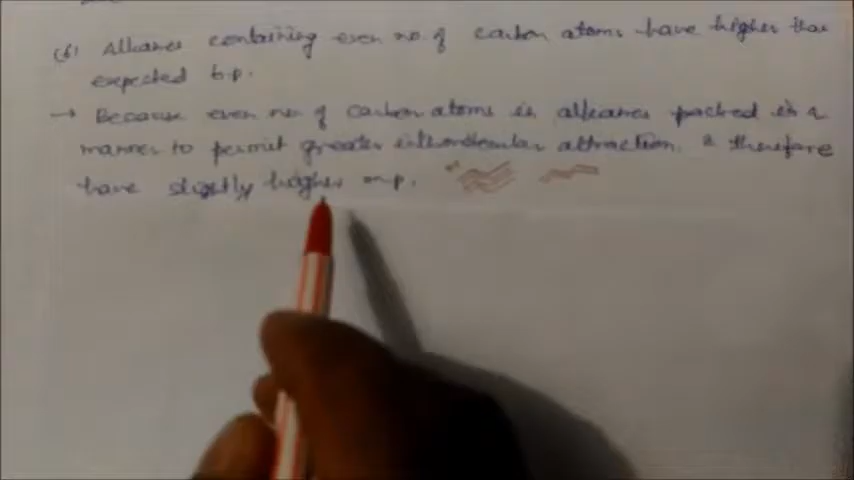 (6) Alkanes containing even no. of carbon atoms have higher than
expected b.p.
→ Because even no. of carbon atoms in alkanes packed in a
manner to permit greater intermolecular attraction. & therefore
have slightly higher m.p.